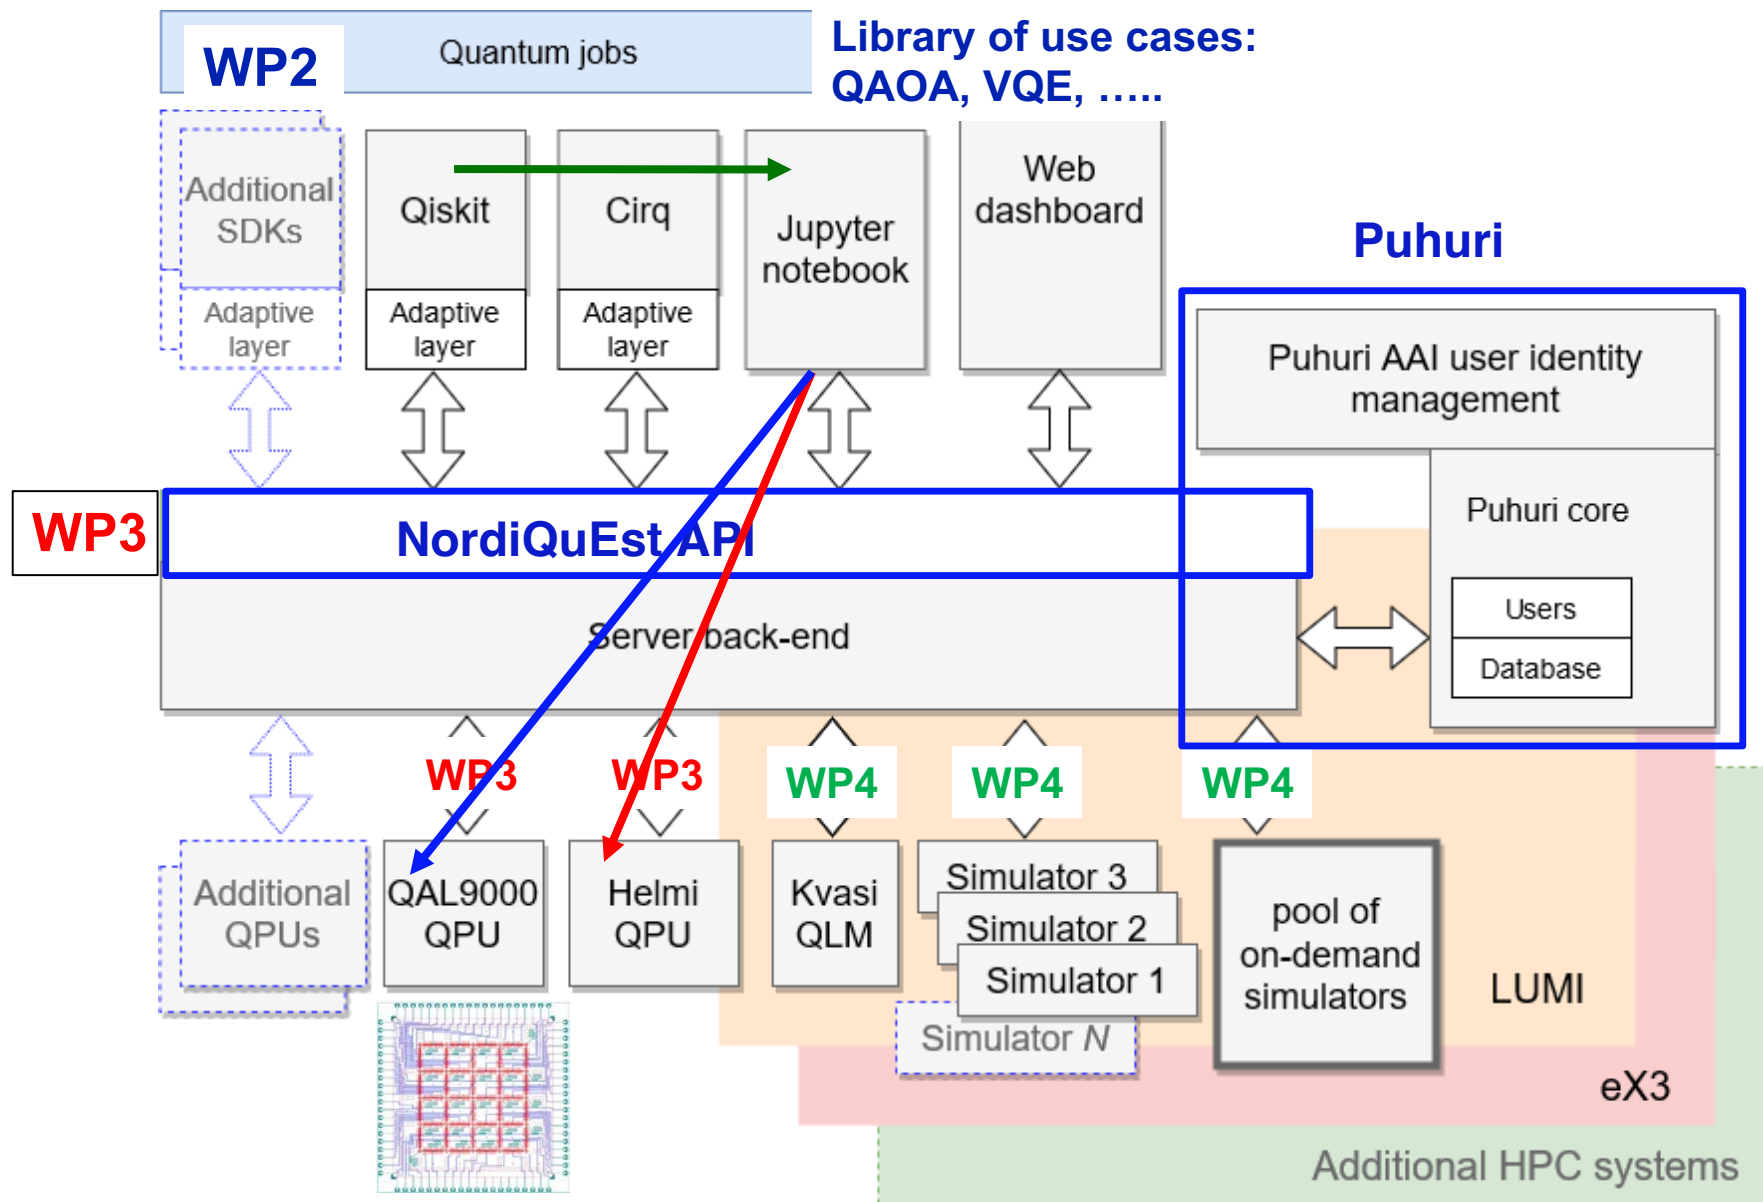 WP2
Quantum jobs
Library of use cases:
QAOA, VQE, .....
Additional
SDKs
Adaptive
layer
Qiskit
Adaptive
layer
Cirq
Adaptive
layer
Jupyter
notebook
Web
dashboard
Puhuri
Puhuri AAI user identity
management
Puhuri core
Users
Database
WP3
NordiQuEst API
Server back-end
WP3
WP3
WP4
WP4
WP4
Additional
QPUs
QAL9000
QPU
Helmi
QPU
Kvasi
QLM
Simulator 3
Simulator 2
Simulator 1
Simulator N
pool of
on-demand
simulators
LUMI
eX3
Additional HPC systems